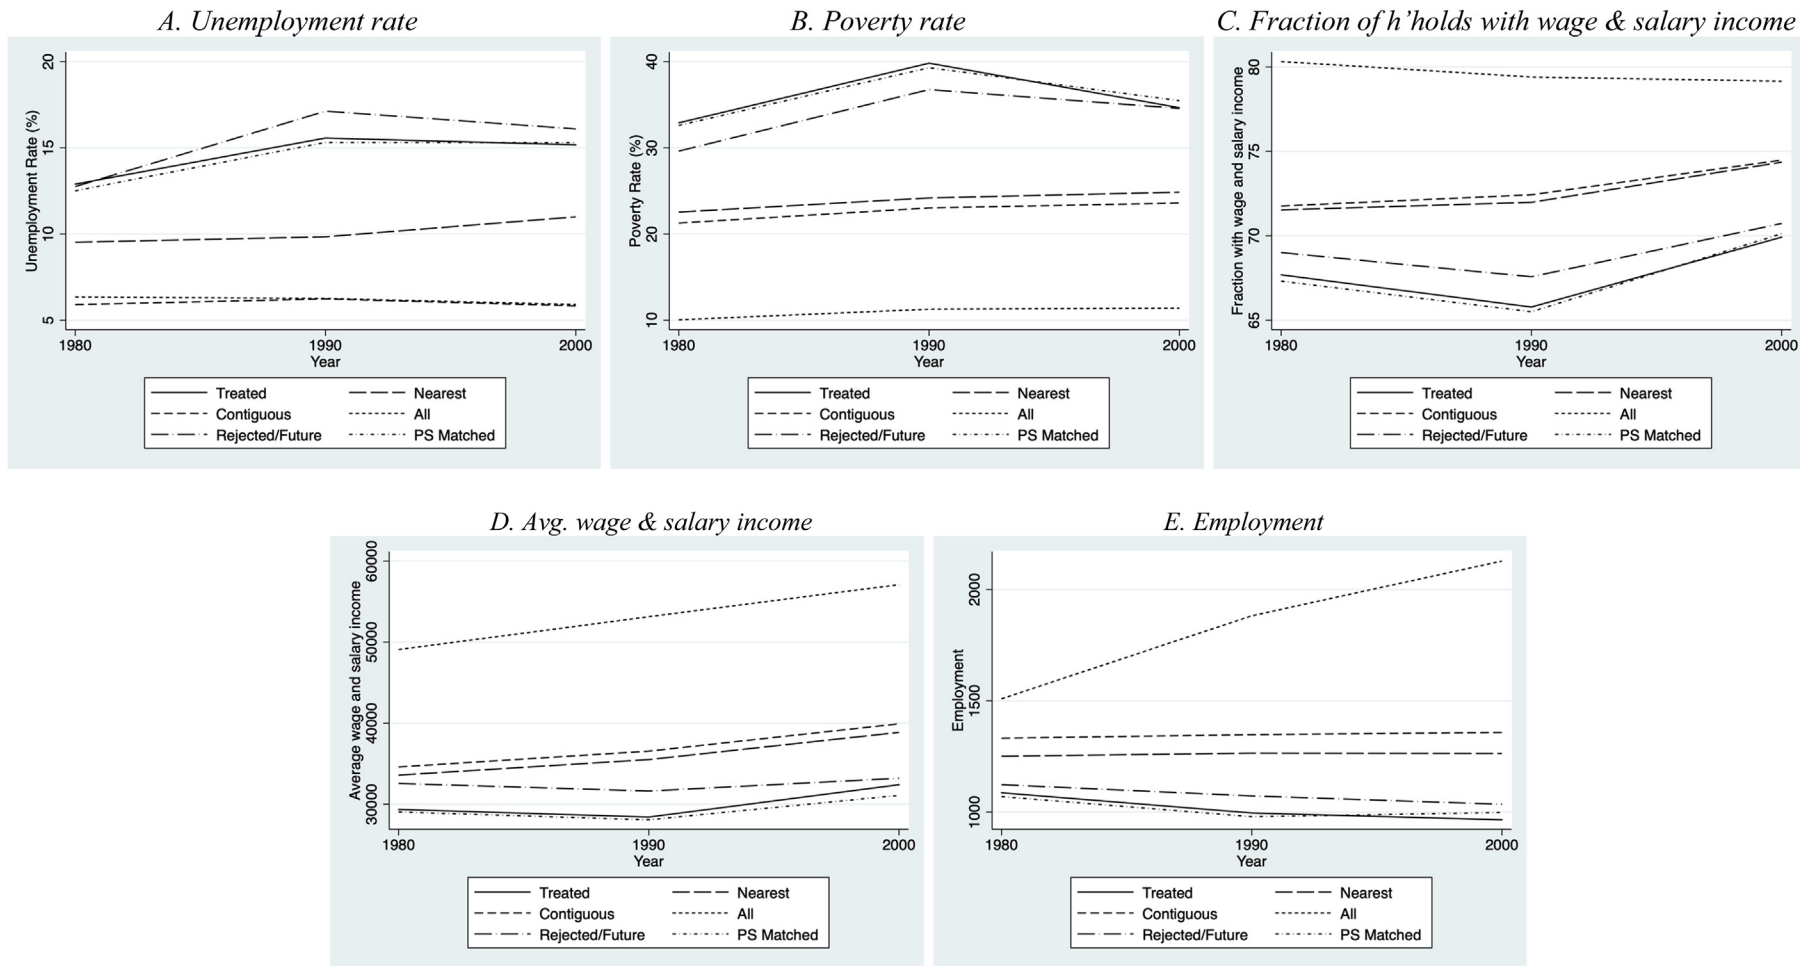 A. Unemployment rate
Unemployment Rate (%)
20
15
10
5
1980 1990 2000
Year
Treated Nearest
Contiguous All
Rejected/Future PS Matched
B. Poverty rate
Poverty Rate (%)
40
30
20
10
1980 1990 2000
Year
Treated Nearest
Contiguous All
Rejected/Future PS Matched
C. Fraction of h’holds with wage & salary income
Fraction with wage and salary income
80
75
70
65
1980 1990 2000
Year
Treated Nearest
Contiguous All
Rejected/Future PS Matched
D. Avg. wage & salary income
Average wage and salary income
60000
50000
40000
30000
1980 1990 2000
Year
Treated Nearest
Contiguous All
Rejected/Future PS Matched
E. Employment
Employment
2000
1500
1000
1980 1990 2000
Year
Treated Nearest
Contiguous All
Rejected/Future PS Matched